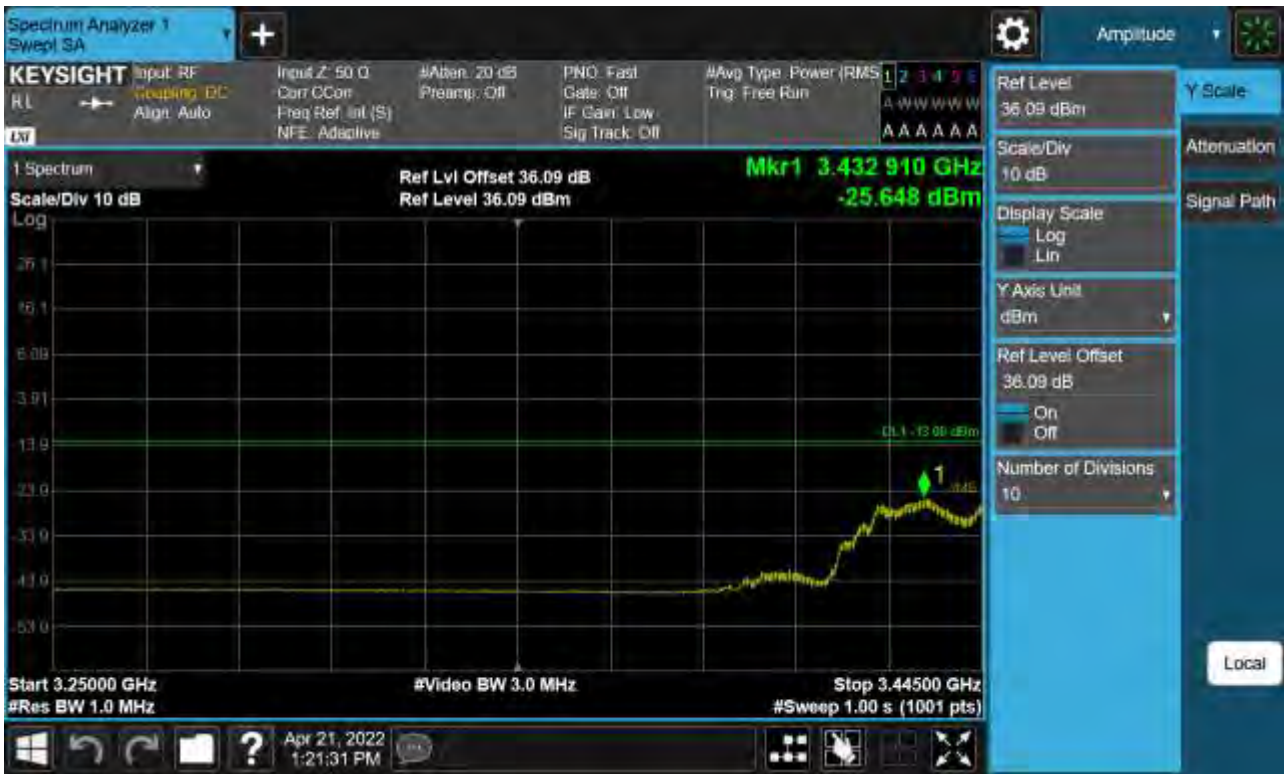 Spectrum Analyzer 1
Swept SA
Amplitude
KEYSIGHT
RL
Input: RF
Coupling: DC
Align: Auto
Input Z: 50 Ω
Corr CCorr
Freq Ref: Int (S)
NFE: Adaptive
#Atten: 20 dB
Preamp: Off
PNO: Fast
Gate: Off
IF Gain: Low
Sig Track: Off
#Avg Type: Power (RMS
Trig: Free Run
1 2 3 4 5 6
A W W W W W
A A A A A A
1 Spectrum
Scale/Div 10 dB
Log
Ref Lvl Offset 36.09 dB
Ref Level 36.09 dBm
Mkr1 3.432 910 GHz
-25.648 dBm
26.1
16.1
6.09
-3.91
-13.9
-23.9
-33.9
-43.9
-53.9
DL1 -13.00 dBm
1
Start 3.25000 GHz
#Res BW 1.0 MHz
#Video BW 3.0 MHz
Stop 3.44500 GHz
#Sweep 1.00 s (1001 pts)
Ref Level
36.09 dBm
Scale/Div
10 dB
Display Scale
Log
Lin
Y Axis Unit
dBm
Ref Level Offset
36.09 dB
On
Off
Number of Divisions
10
Y Scale
Attenuation
Signal Path
Local
?
Apr 21, 2022
1:21:31 PM